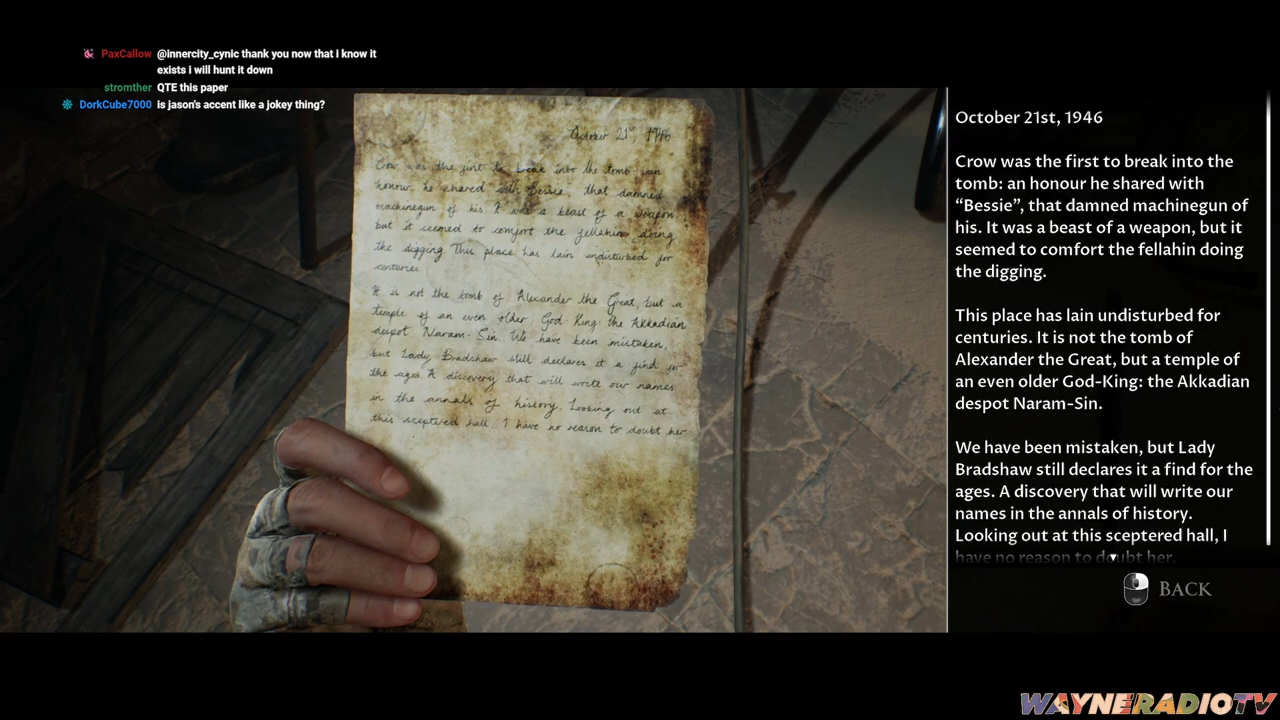 PaxCallow @innercity_cynic thank you now that i know it
exists i will hunt it down
stromther QTE this paper
DorkCube7000 is jason's accent like a jokey thing?
October 21st, 1946
Crow was the first to break into the tomb: an
honour he shared with "Bessie", that damned
machinegun of his. It was a beast of a weapon,
but it seemed to comfort the fellahin doing
the digging. This place has lain undisturbed for
centuries.
It is not the tomb of Alexander the Great, but a
temple of an even older God-King: the Akkadian
despot Naram-Sin. We have been mistaken,
but Lady Bradshaw still declares it a find for
the ages. A discovery that will write our names
in the annals of history. Looking out at
this sceptered hall, I have no reason to doubt her.
October 21st, 1946
Crow was the first to break into the
tomb: an honour he shared with
“Bessie”, that damned machinegun of
his. It was a beast of a weapon, but it
seemed to comfort the fellahin doing
the digging.
This place has lain undisturbed for
centuries. It is not the tomb of
Alexander the Great, but a temple of
an even older God-King: the Akkadian
despot Naram-Sin.
We have been mistaken, but Lady
Bradshaw still declares it a find for the
ages. A discovery that will write our
names in the annals of history.
Looking out at this sceptered hall, I
have no reason to doubt her.
BACK
WAYNERADIOTV